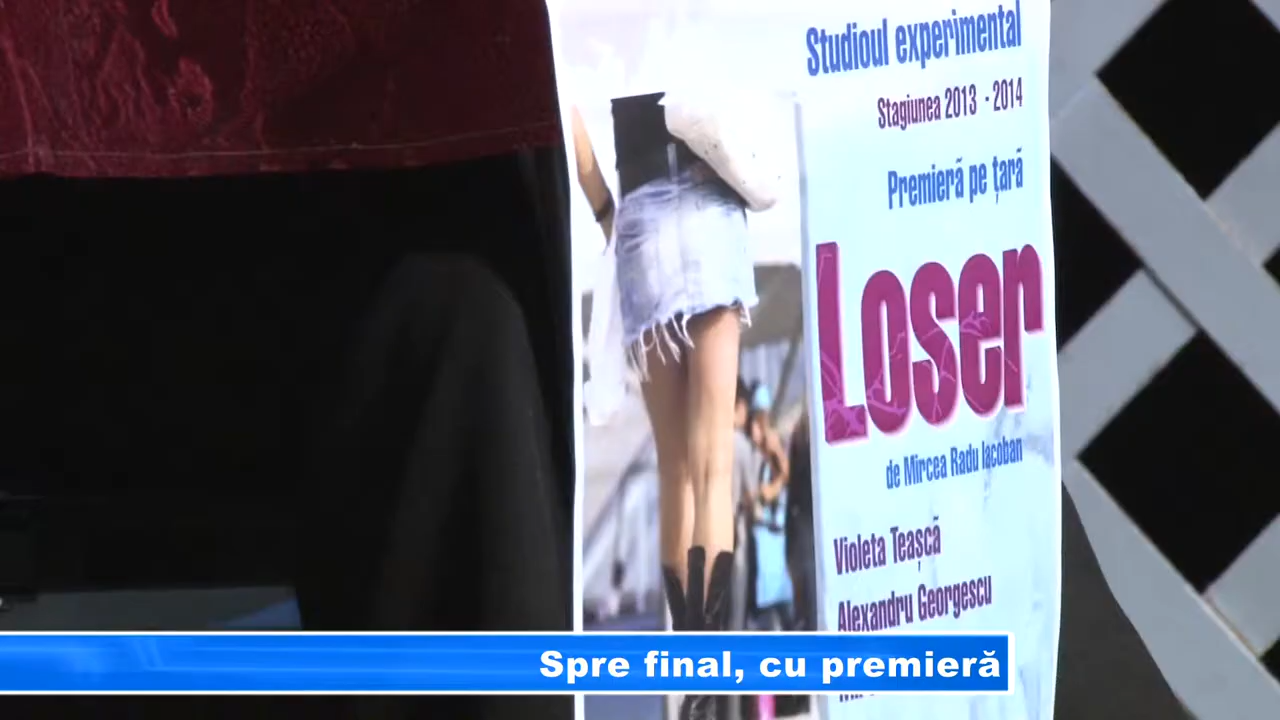 Studioul experimental
Stagiunea 2013 - 2014
Premieră pe țară
Loser
de Mircea Radu Iacoban
Violeta Teașcă
Alexandru Georgescu
Spre final, cu premieră